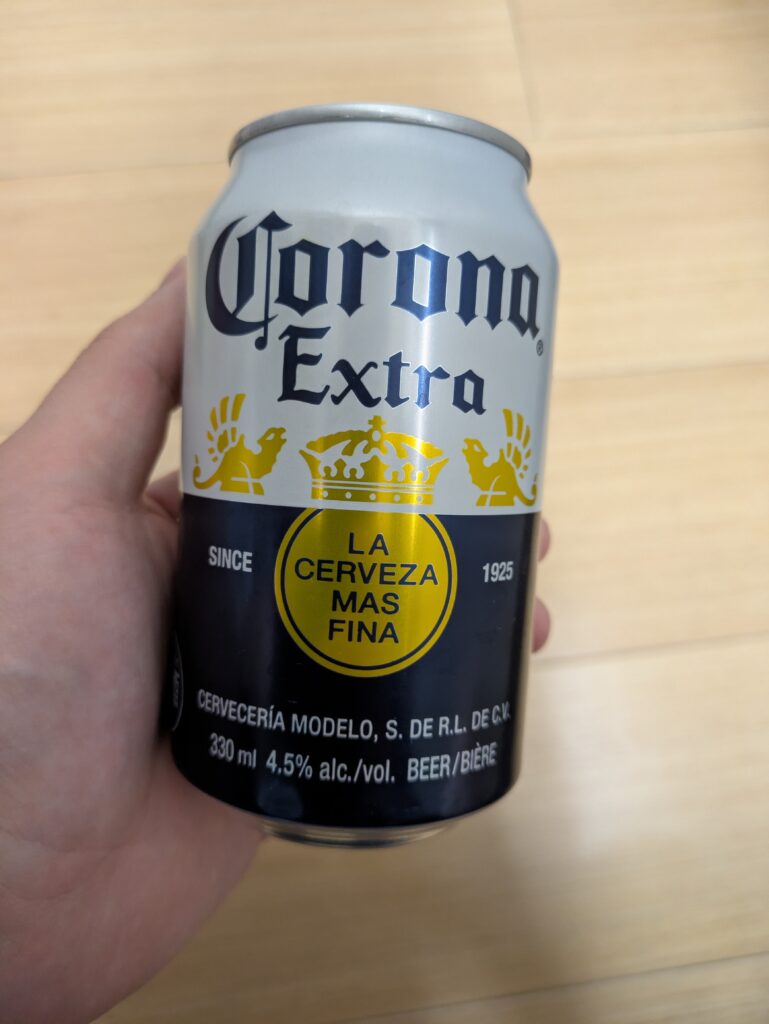 Corona®
Extra
SINCE
LA
CERVEZA
MAS
FINA
1925
CERVECERÍA MODELO, S. DE R.L. DE C.V.
330 ml 4.5% alc./vol. BEER/BIÈRE